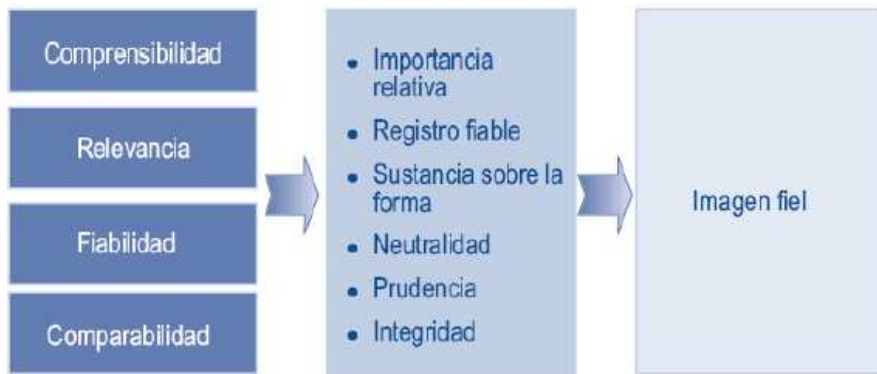 Comprensibilidad
Relevancia
Fiabilidad
Comparabilidad
• Importancia
relativa
• Registro fiable
• Sustancia sobre la
forma
• Neutralidad
• Prudencia
• Integridad
Imagen fiel